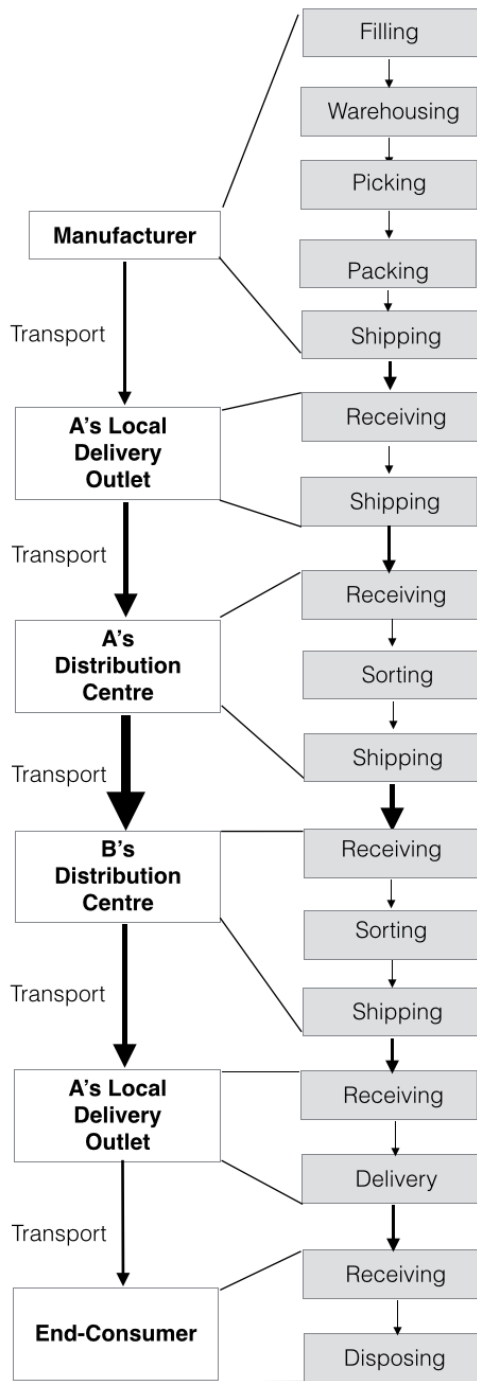 Filling
Warehousing
Picking
Manufacturer
Packing
Transport
Shipping
A's Local
Delivery
Outlet
Receiving
Shipping
Transport
Receiving
A's
Distribution
Centre
Sorting
Shipping
Transport
B's
Distribution
Centre
Receiving
Sorting
Transport
Shipping
A's Local
Delivery
Outlet
Receiving
Delivery
Transport
Receiving
End-Consumer
Disposing